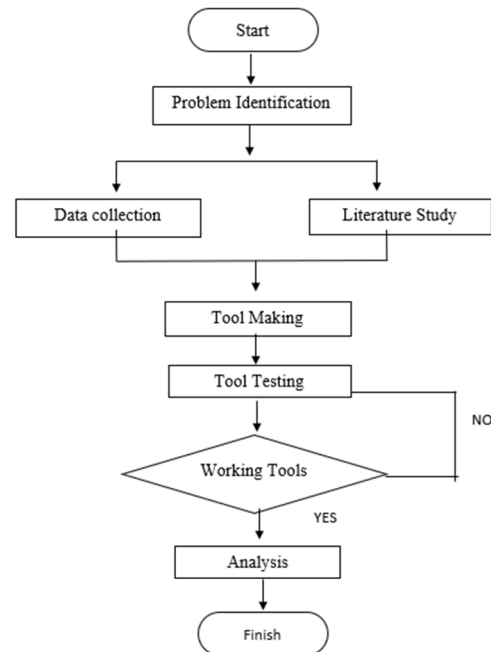 Start
Problem Identification
Data collection
Literature Study
Tool Making
Tool Testing
NO
Working Tools
YES
Analysis
Finish